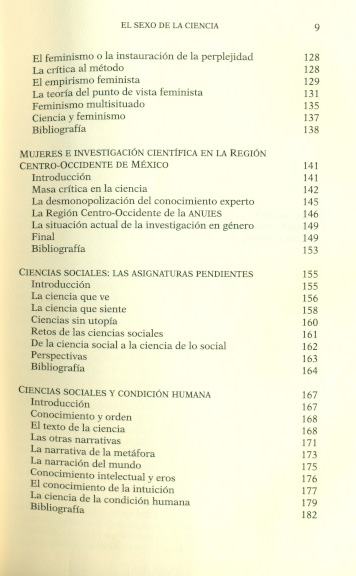 EL SEXO DE LA CIENCIA 9
El feminismo o la instauración de la perplejidad 128
La crítica al método 128
El empirismo feminista 129
La teoría del punto de vista feminista 131
Feminismo multisituado 135
Ciencia y feminismo 137
Bibliografía 138
MUJERES E INVESTIGACIÓN CIENTÍFICA EN LA REGIÓN
CENTRO-OCCIDENTE DE MÉXICO 141
Introducción 141
Masa crítica en la ciencia 142
La desmonopolización del conocimiento experto 145
La Región Centro-Occidente de la ANUIES 146
La situación actual de la investigación en género 149
Final 149
Bibliografía 153
CIENCIAS SOCIALES: LAS ASIGNATURAS PENDIENTES 155
Introducción 155
La ciencia que ve 156
La ciencia que siente 158
Ciencias sin utopía 160
Retos de las ciencias sociales 161
De la ciencia social a la ciencia de lo social 162
Perspectivas 163
Bibliografía 164
CIENCIAS SOCIALES Y CONDICIÓN HUMANA 167
Introducción 167
Conocimiento y orden 168
El texto de la ciencia 168
Las otras narrativas 171
La narrativa de la metáfora 173
La narración del mundo 175
Conocimiento intelectual y eros 176
El conocimiento de la intuición 177
La ciencia de la condición humana 179
Bibliografía 182